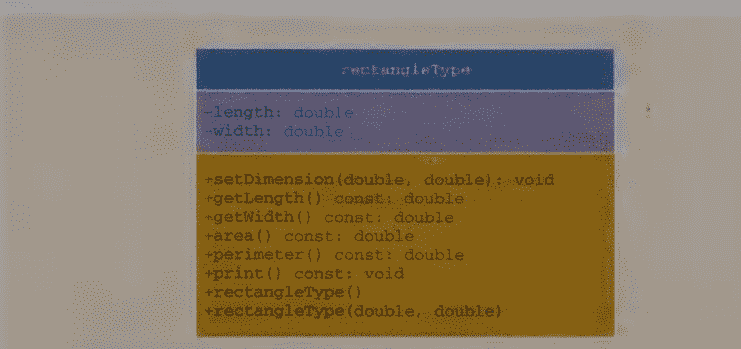 rectangleType
-length: double
-width: double
+setDimension(double, double): void
+getLength() const: double
+getWidth() const: double
+area() const: double
+perimeter() const: double
+print() const: void
+rectangleType()
+rectangleType(double, double)